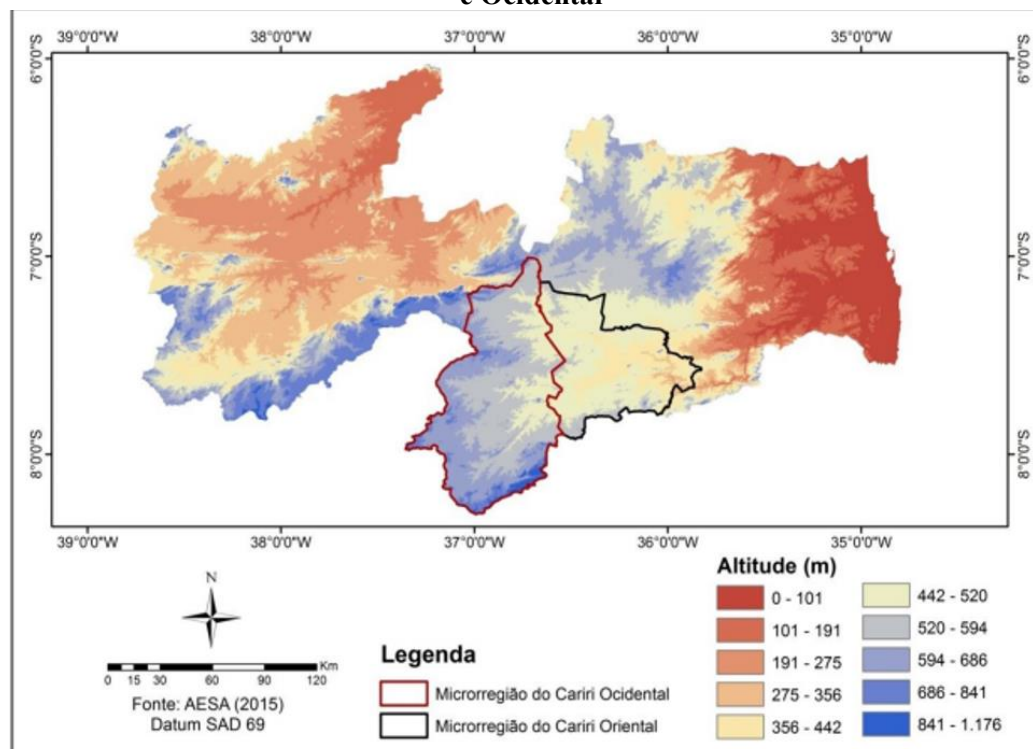 e Ocidental
39°0'0"W 38°0'0"W 37°0'0"W 36°0'0"W 35°0'0"W
6°0'0"S 6°0'0"S
7°0'0"S 7°0'0"S
8°0'0"S 8°0'0"S
39°0'0"W 38°0'0"W 37°0'0"W 36°0'0"W 35°0'0"W
N
Km
0 15 30 60 90 120
Fonte: AESA (2015)
Datum SAD 69
Legenda
Microrregião do Cariri Ocidental
Microrregião do Cariri Oriental
Altitude (m)
0 - 101
101 - 191
191 - 275
275 - 356
356 - 442
442 - 520
520 - 594
594 - 686
686 - 841
841 - 1.176